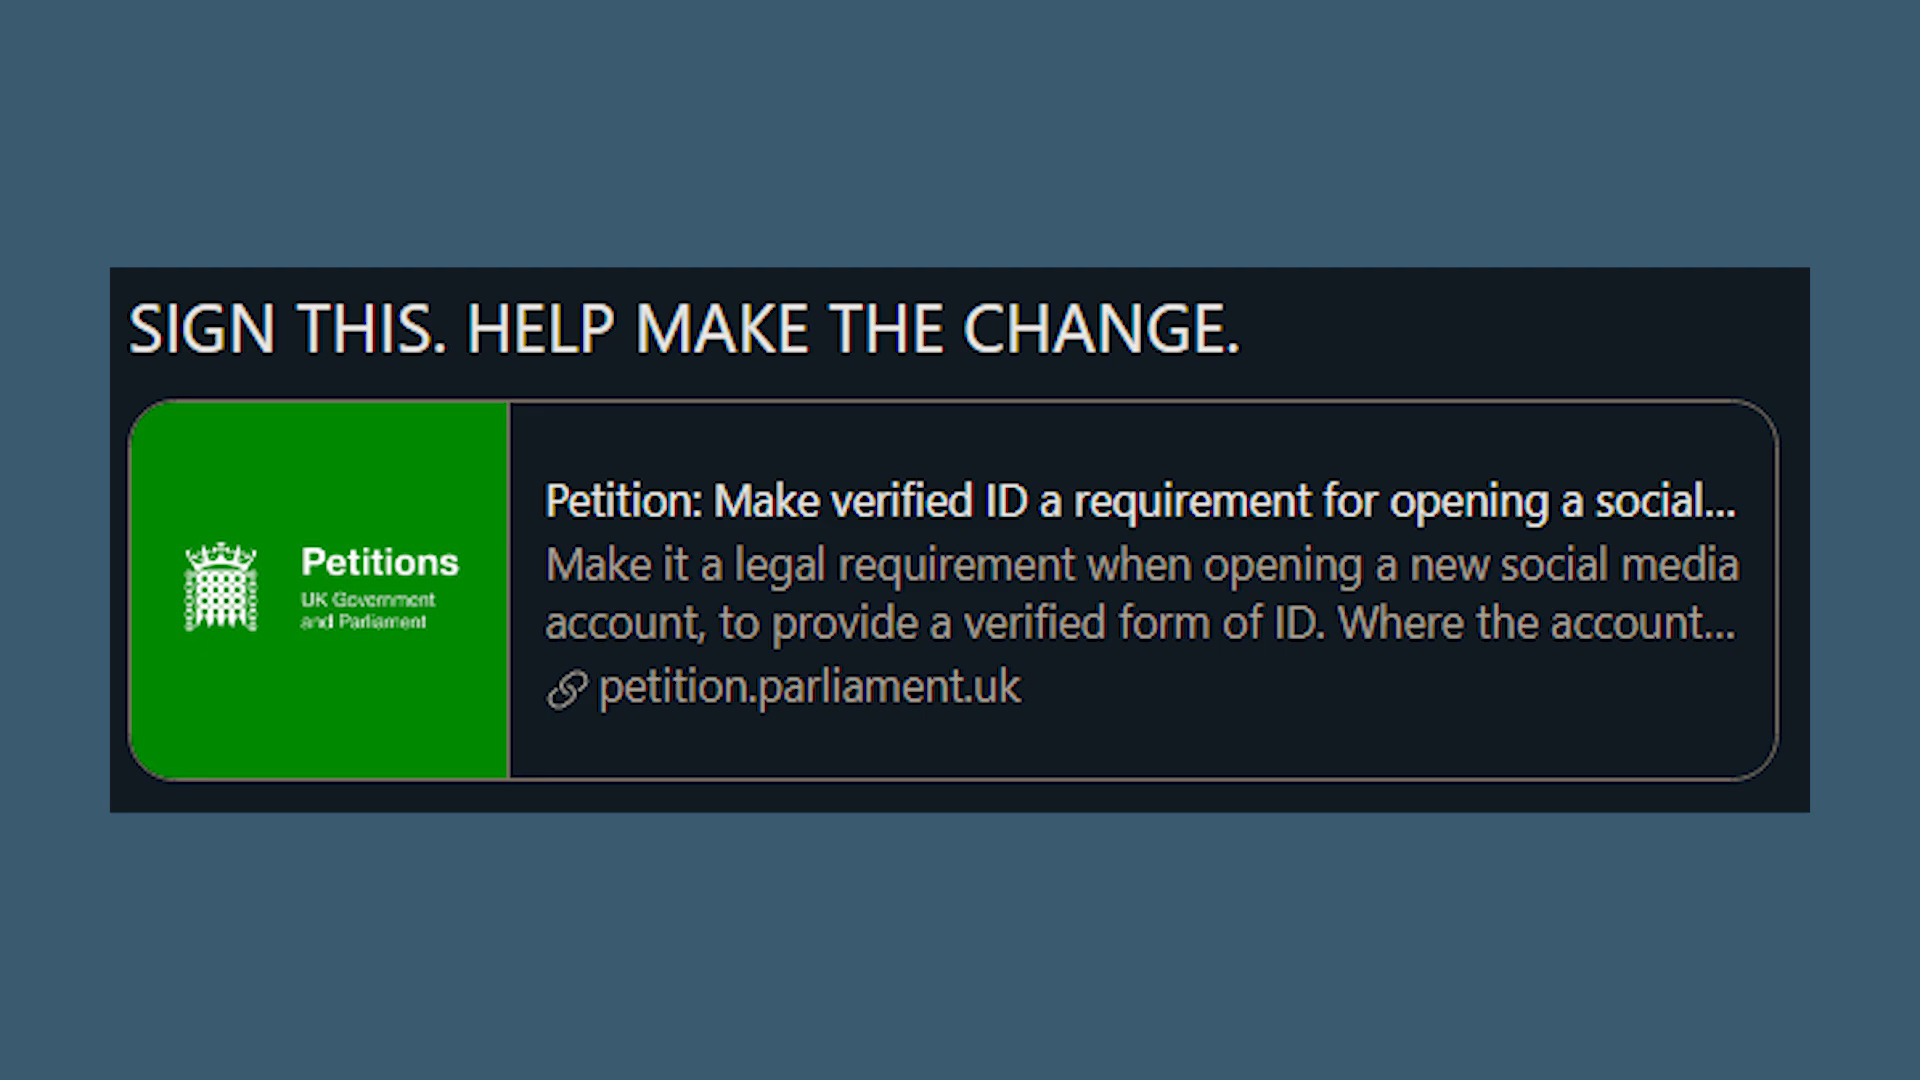 SIGN THIS. HELP MAKE THE CHANGE.
Petitions
UK Government
and Parliament
Petition: Make verified ID a requirement for opening a social...
Make it a legal requirement when opening a new social media
account, to provide a verified form of ID. Where the account...
petition.parliament.uk